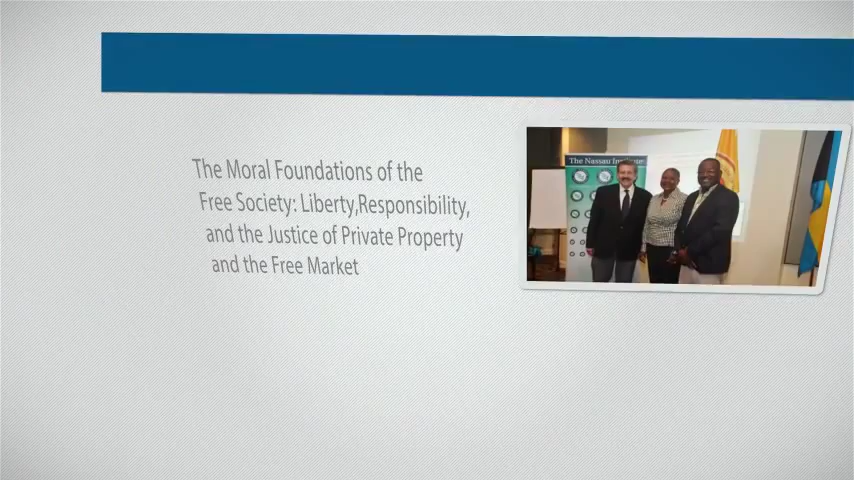 The Moral Foundations of the
Free Society: Liberty,Responsibility,
and the Justice of Private Property
and the Free Market
The Nassau Institute